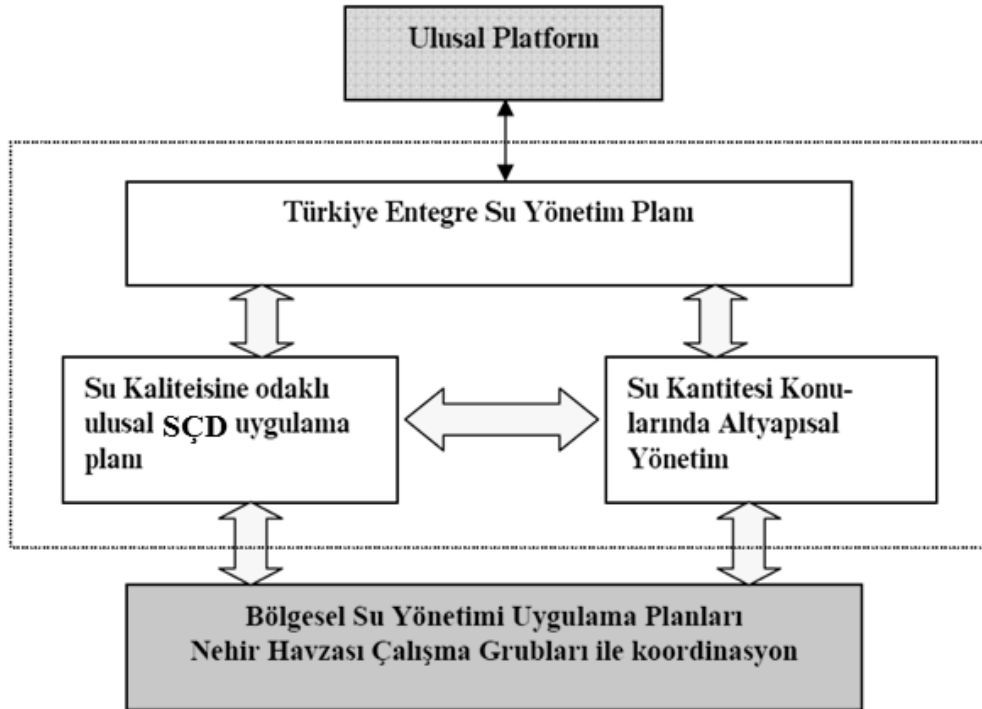 Ulusal Platform
Türkiye Entegre Su Yönetim Planı
Su Kaliteisine odaklı
ulusal SÇD uygulama
planı
Su Kantitesi Konu-
larında Altyapısal
Yönetim
Bölgesel Su Yönetimi Uygulama Planları
Nehir Havzası Çalışma Grubları ile koordinasyon